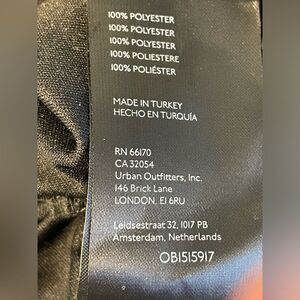 100% POLYESTER
100% POLYESTER
100% POLYESTER
100% POLIESTERE
100% POLIÉSTER
MADE IN TURKEY
HECHO EN TURQUÍA
RN 66170
CA 32054
Urban Outfitters, Inc.
146 Brick Lane
LONDON, E1 6RU
Leidsestraat 32, 1017 PB
Amsterdam, Netherlands
OB1515917